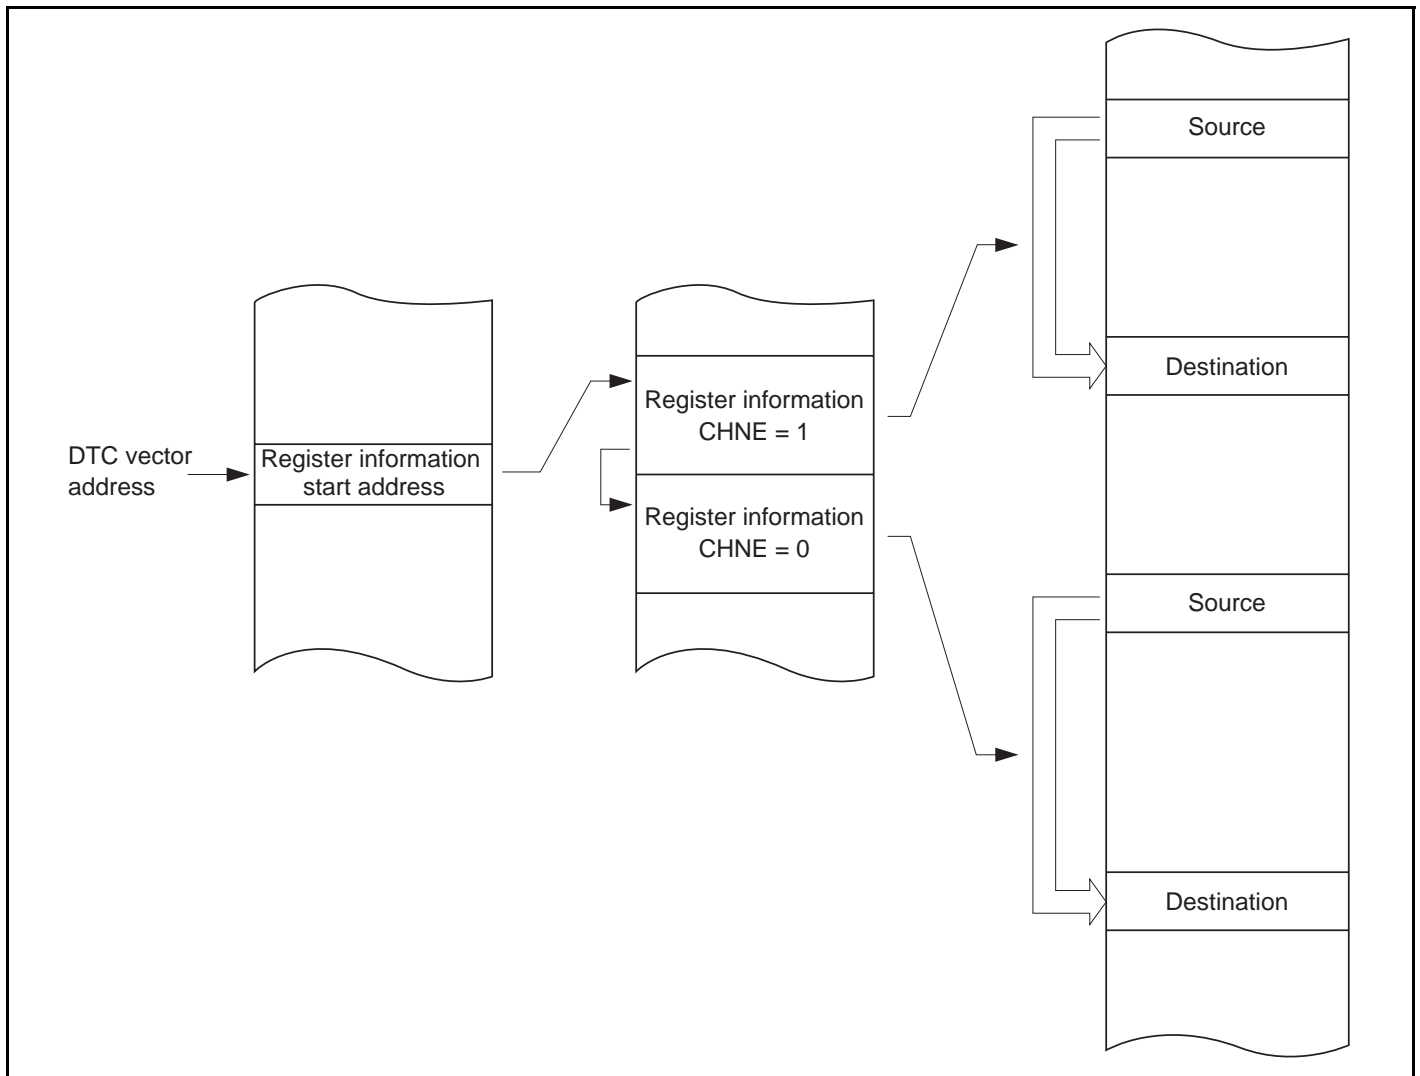 DTC vector
address
Register information
start address
Register information
CHNE = 1
Register information
CHNE = 0
Source
Destination
Source
Destination